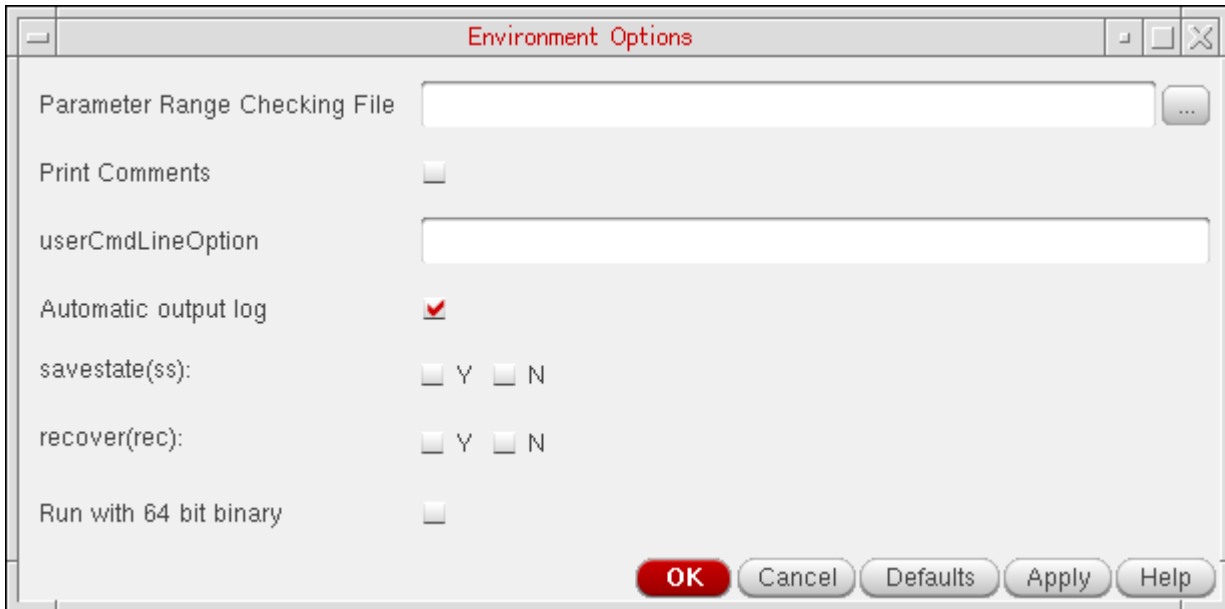 Environment Options
Parameter Range Checking File ...
Print Comments
userCmdLineOption
Automatic output log
savestate(ss): Y N
recover(rec): Y N
Run with 64 bit binary
OK Cancel Defaults Apply Help